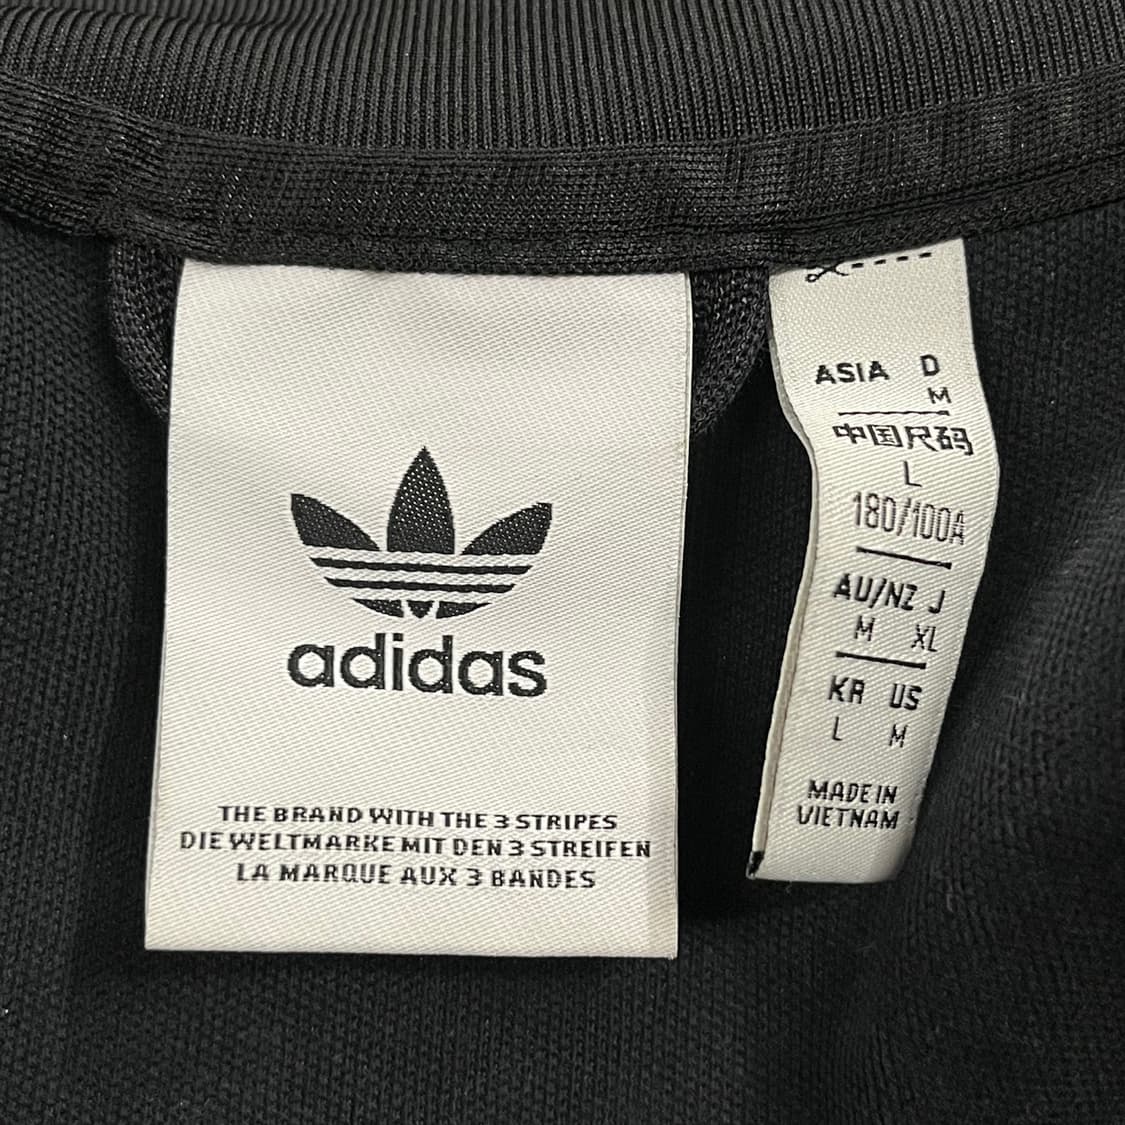 adidas
THE BRAND WITH THE 3 STRIPES
DIE WELTMARKE MIT DEN 3 STREIFEN
LA MARQUE AUX 3 BANDES
ASIA D
M
中国尺码
L
180/100A
AU/NZ J
M XL
KR US
L M
MADE IN
VIETNAM